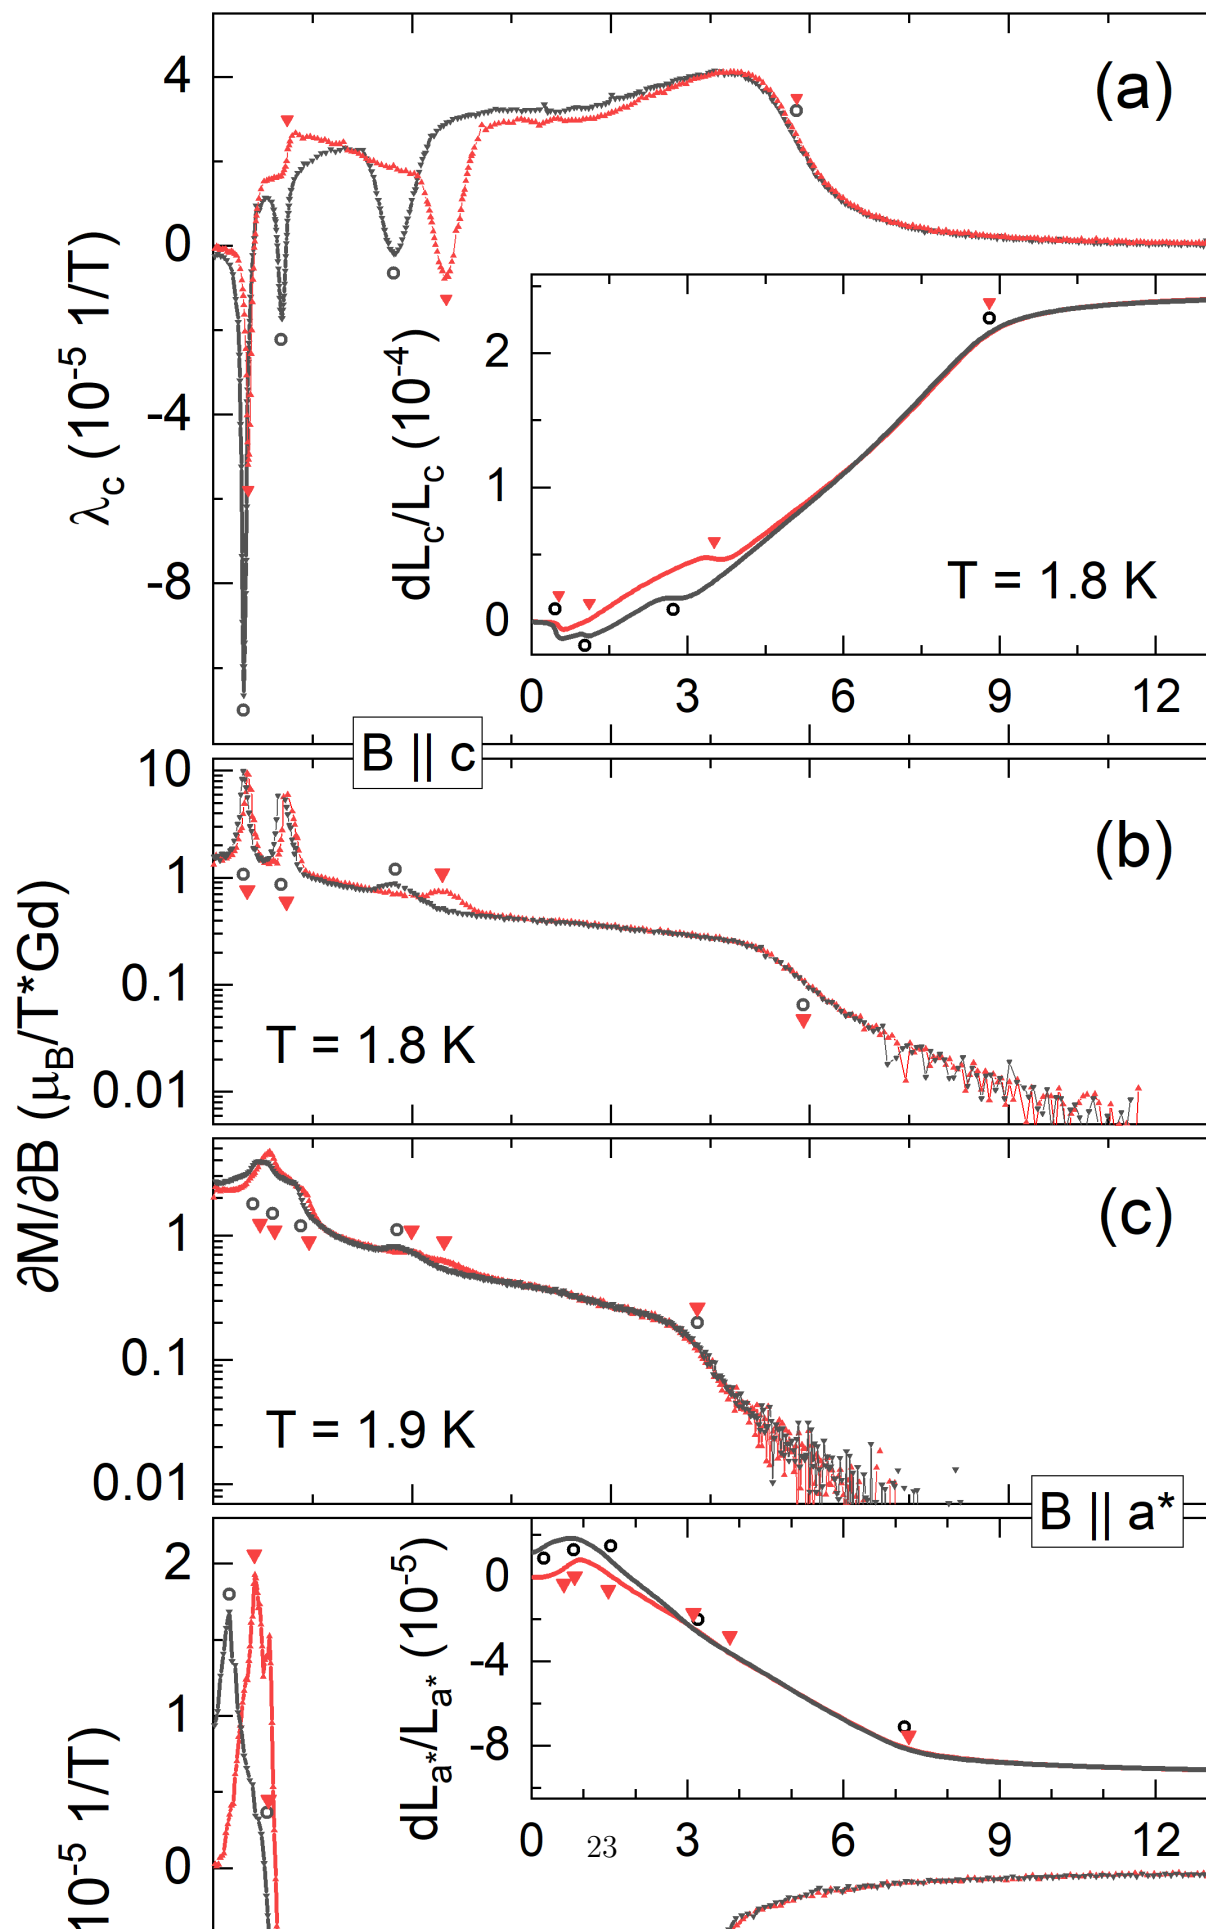 (a)
4
0
-4
-8
λc (10-5 1/T)
dLc/Lc (10-4)
2
1
0
T = 1.8 K
0 3 6 9 12
B || c
(b)
10
1
0.1
0.01
T = 1.8 K
∂M/∂B (μB/T*Gd)
(c)
1
0.1
0.01
T = 1.9 K
B || a*
2
1
0
10-5 1/T)
dLa*/La* (10-5)
0
-4
-8
0 3 6 9 12
23